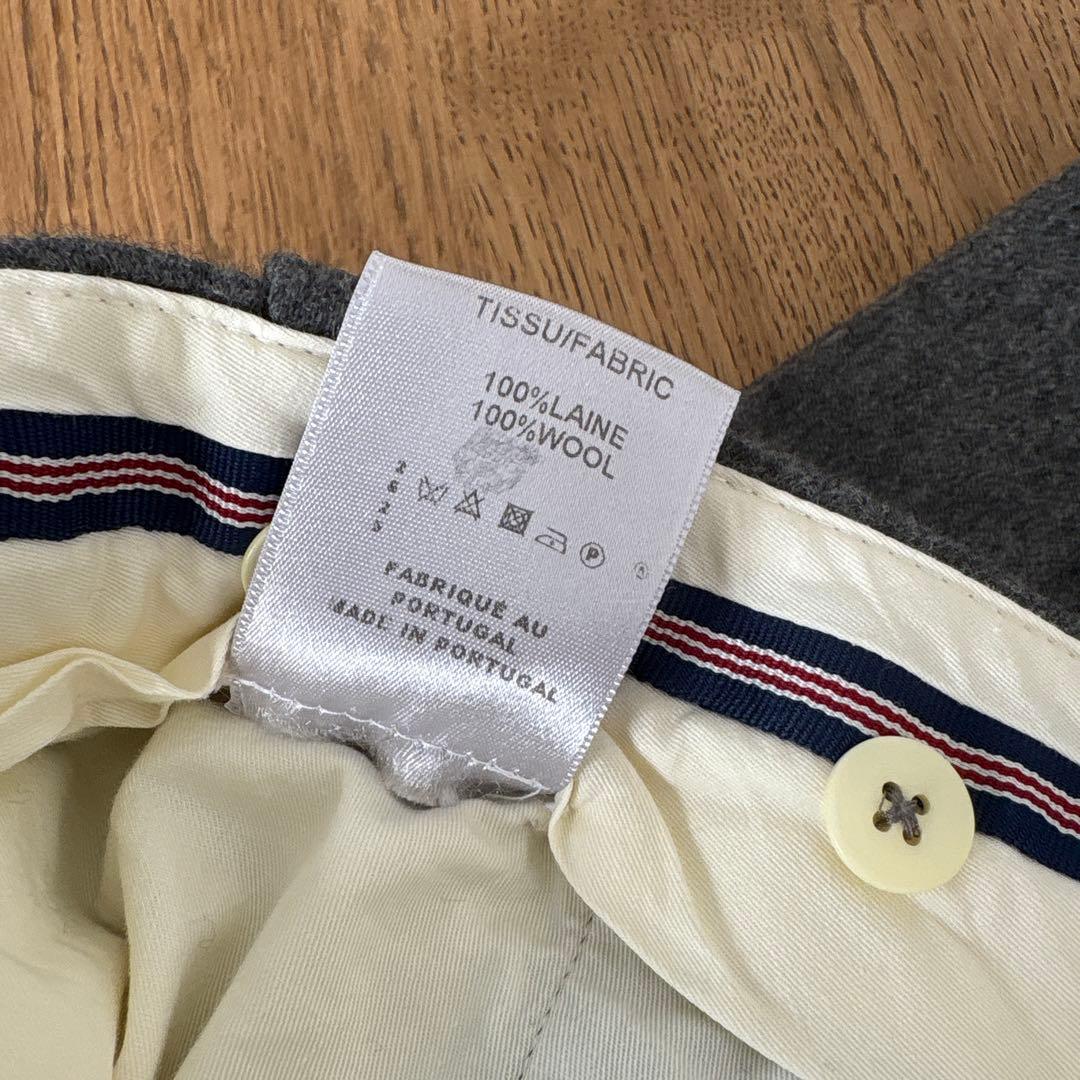 TISSU/FABRIC
100%LAINE
100%WOOL
P
A
FABRIQUÉ AU
PORTUGAL
MADE IN PORTUGAL